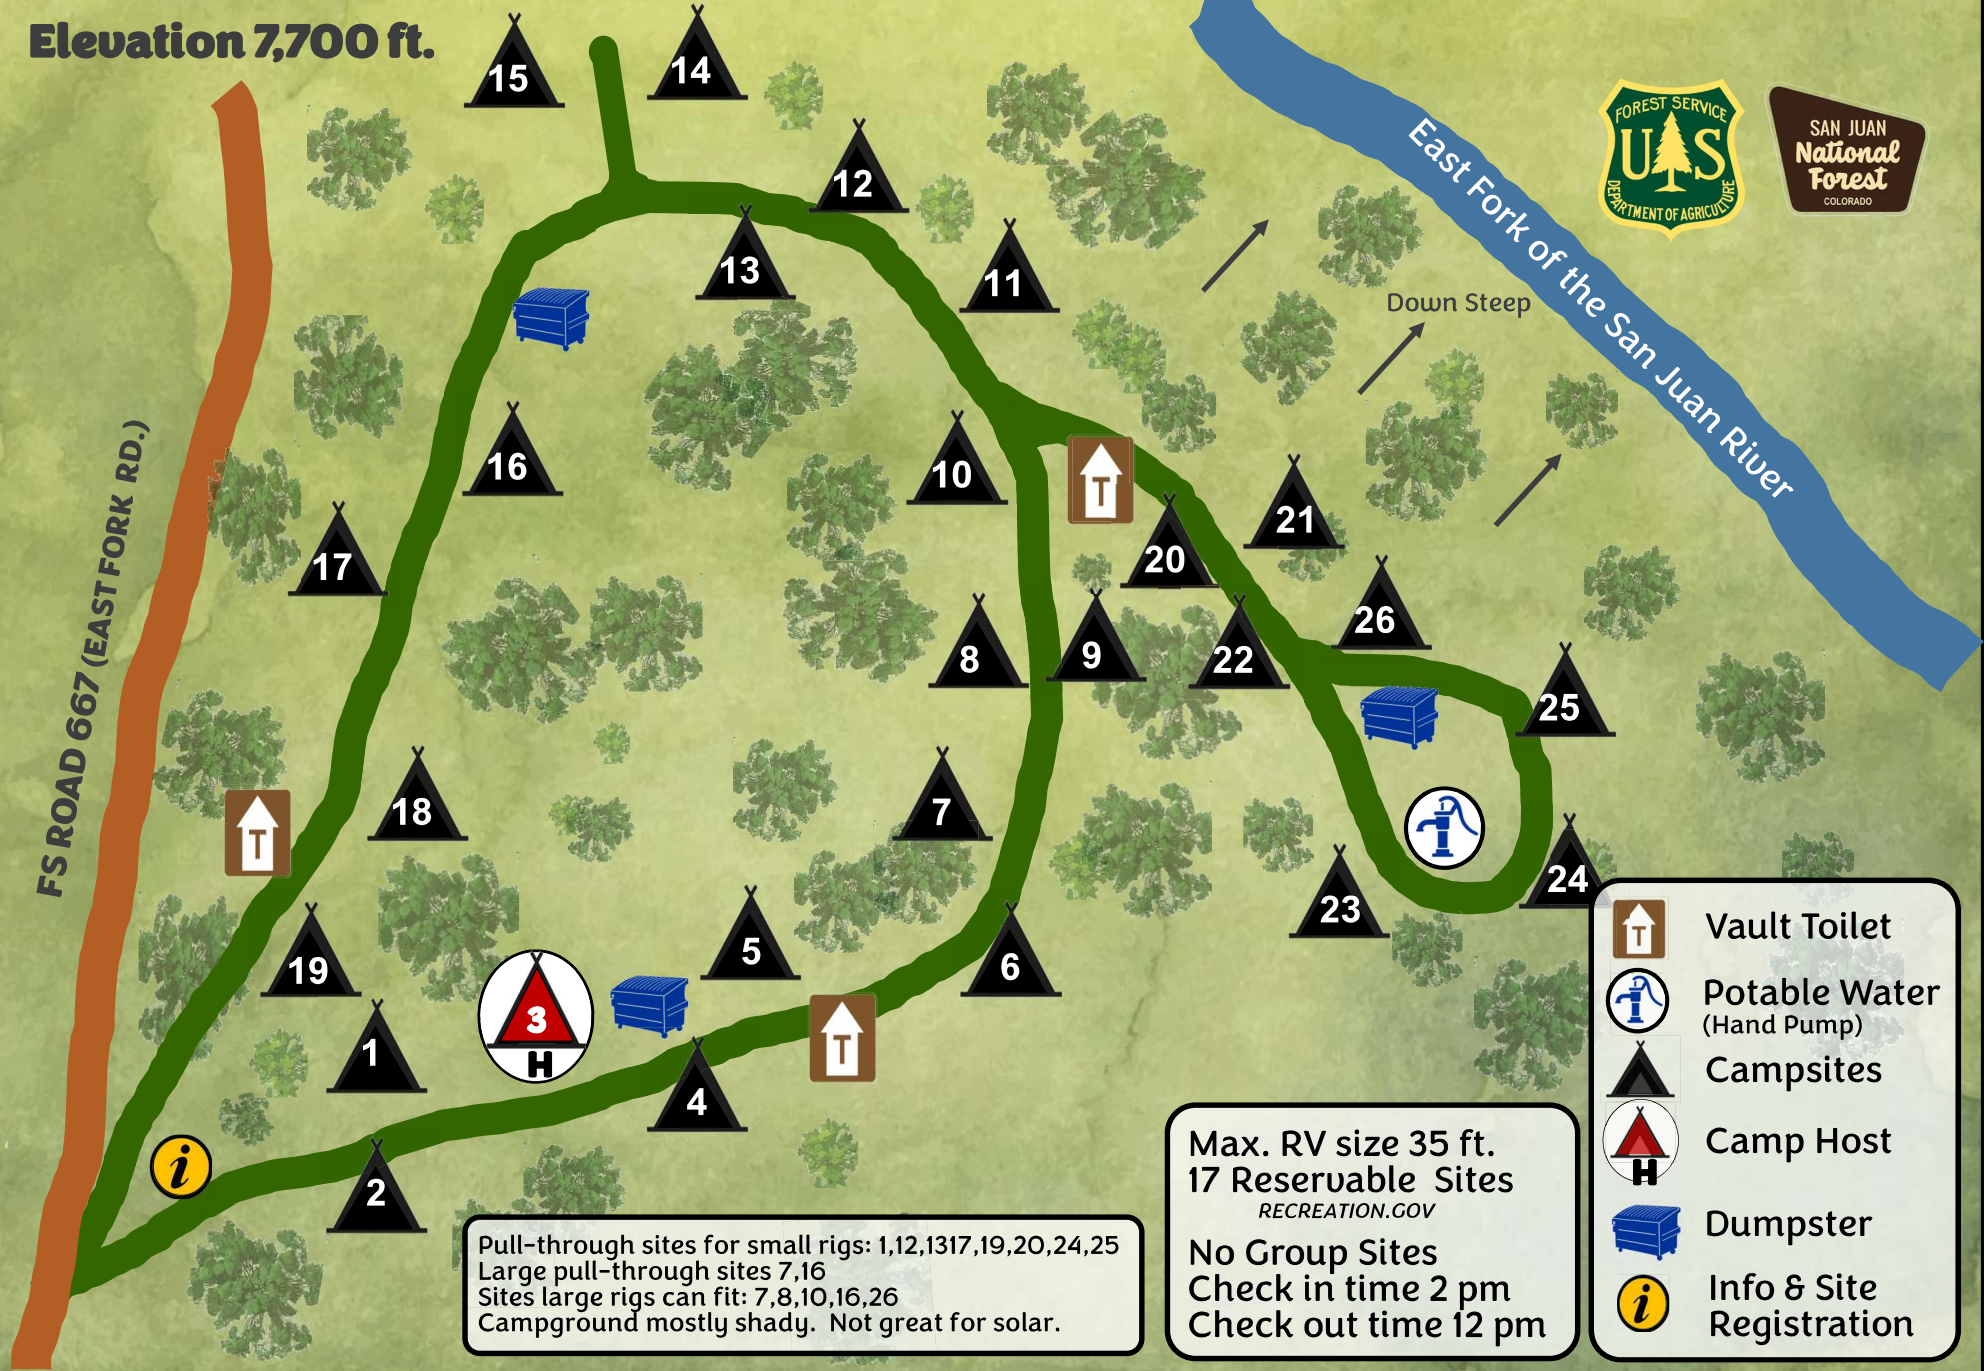 Elevation 7,700 ft.
FOREST SERVICE
U S
DEPARTMENT OF AGRICULTURE
SAN JUAN
National
Forest
COLORADO
East Fork of the San Juan River
Down Steep
FS ROAD 667 (EAST FORK RD.)
15
14
12
13
11
16
10
17
T
21
20
26
8
9
22
25
18
7
T
24
23
5
6
19
3
H
1
4
T
2
i
Vault Toilet
T
Potable Water
(Hand Pump)
Campsites
Camp Host
H
Dumpster
Info & Site
Registration
i
Pull-through sites for small rigs: 1,12,1317,19,20,24,25
Large pull-through sites 7,16
Sites large rigs can fit: 7,8,10,16,26
Campground mostly shady. Not great for solar.
Max. RV size 35 ft.
17 Reservable Sites
RECREATION.GOV
No Group Sites
Check in time 2 pm
Check out time 12 pm